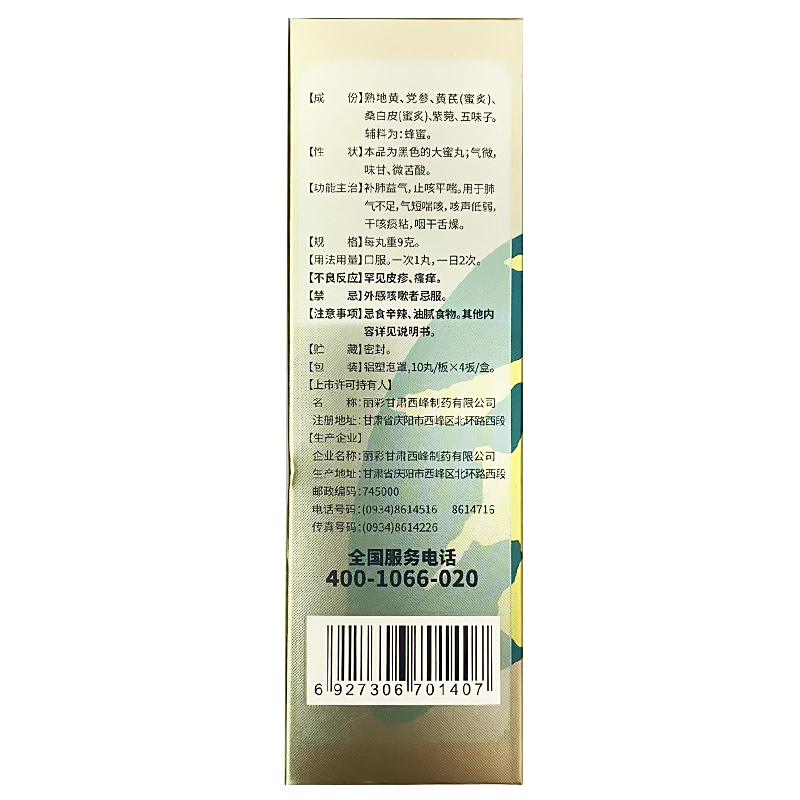 【成　　份】熟地黄、党参、黄芪(蜜炙)、
桑白皮(蜜炙)、紫菀、五味子。
辅料为:蜂蜜。
【性　　状】本品为黑色的大蜜丸;气微,
味甘、微苦酸。
【功能主治】补肺益气,止咳平喘。用于肺
气不足,气短喘咳,咳声低弱,
干咳痰粘,咽干舌燥。
【规　　格】每丸重9克。
【用法用量】口服。一次1丸,一日2次。
【不良反应】罕见皮疹、瘙痒。
【禁　　忌】外感咳嗽者忌服。
【注意事项】忌食辛辣、油腻食物。其他内
容详见说明书。
【贮　　藏】密封。
【包　　装】铝塑泡罩,10丸/板×4板/盒。
【上市许可持有人】
名　　称:丽彩甘肃西峰制药有限公司
注册地址:甘肃省庆阳市西峰区北环路西段
【生产企业】
企业名称:丽彩甘肃西峰制药有限公司
生产地址:甘肃省庆阳市西峰区北环路西段
邮政编码:745000
电话号码:(0934)8614516　8614716
传真号码:(0934)8614226
全国服务电话
400-1066-020
6 927306 701407